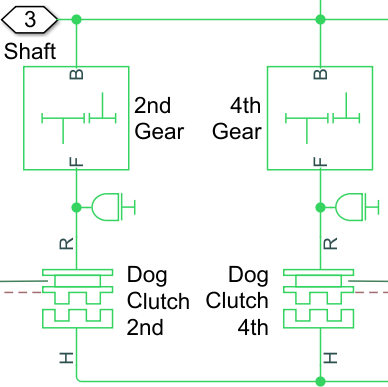 3
Shaft
B
B
2nd
Gear
4th
Gear
F
F
R
R
Dog
Clutch
2nd
Dog
Clutch
4th
H
H